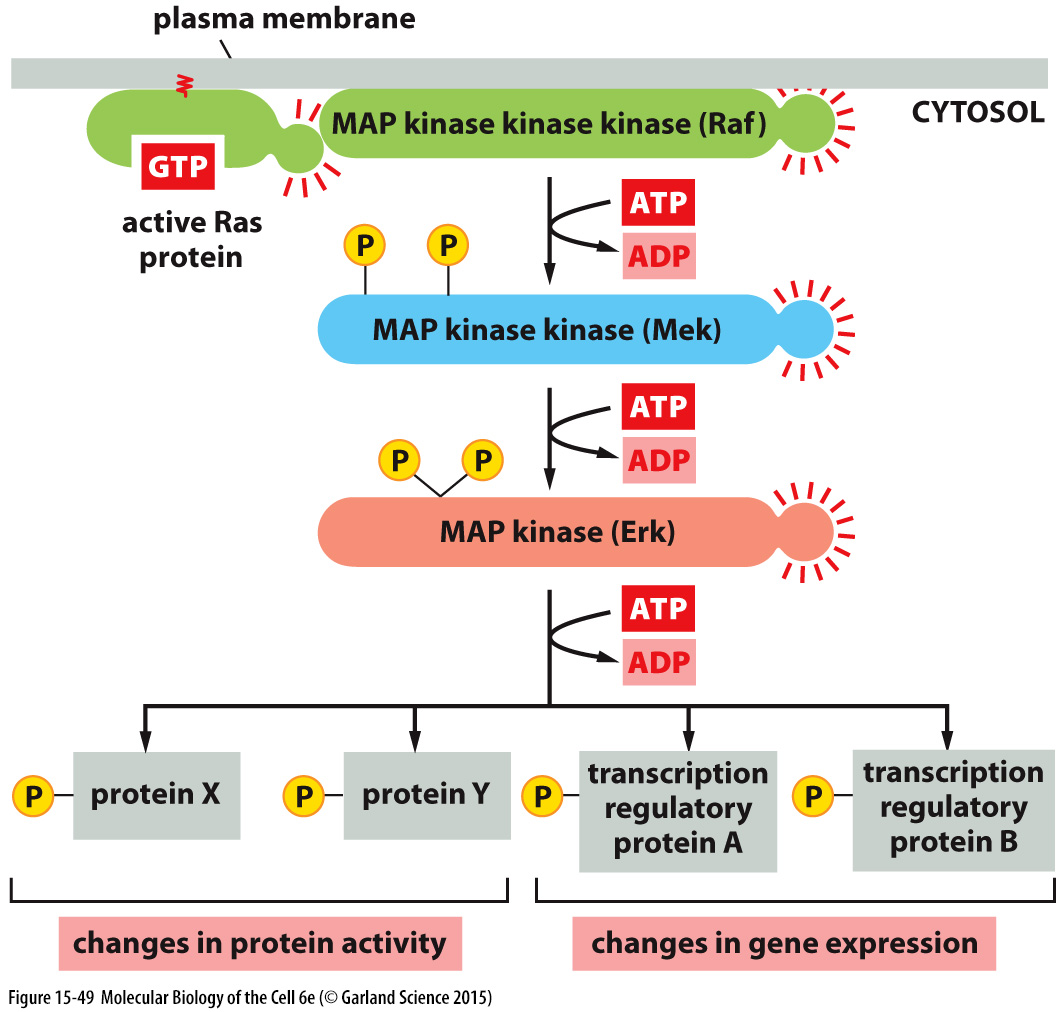 plasma membrane
CYTOSOL
MAP kinase kinase kinase (Raf)
GTP
active Ras
protein
ATP
ADP
P
P
MAP kinase kinase (Mek)
ATP
ADP
P
P
MAP kinase (Erk)
ATP
ADP
P
protein X
P
protein Y
P
transcription
regulatory
protein A
P
transcription
regulatory
protein B
changes in protein activity
changes in gene expression
Figure 15-49 Molecular Biology of the Cell 6e (© Garland Science 2015)